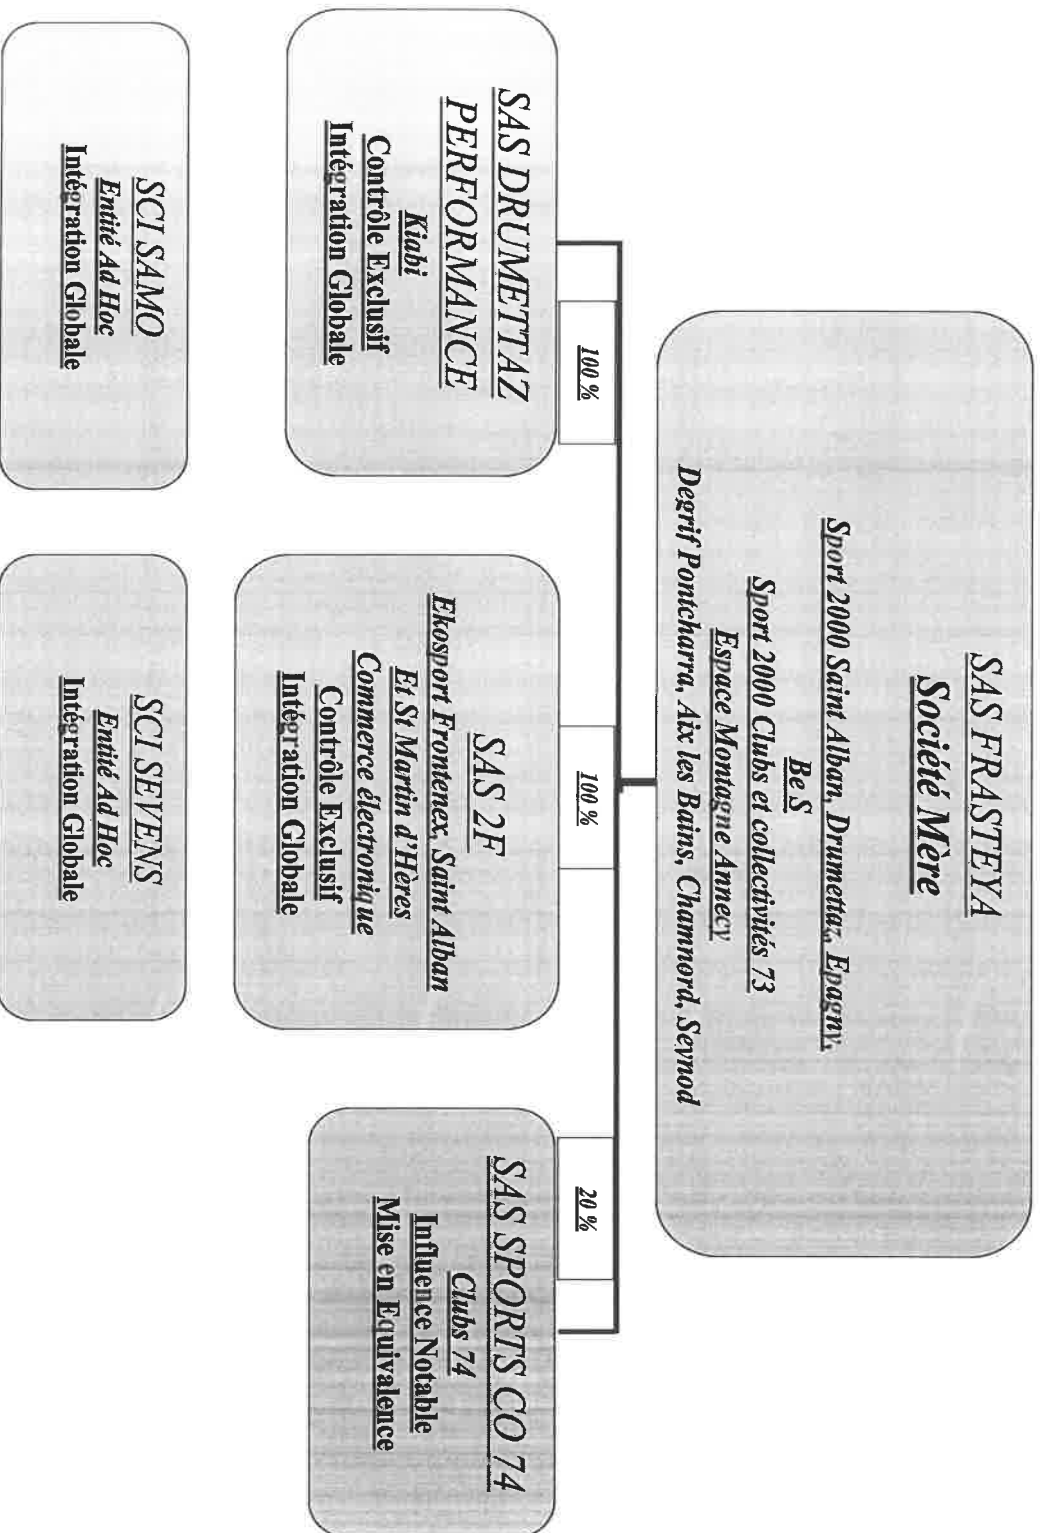 SAS FRASTEYA
Société Mère
Sport 2000 Saint Alban, Drumettaz, Epagny,
Be S
Sport 2000 Clubs et collectivités 73
Espace Montagne Annecy
Degrif Pontcharra, Aix les Bains, Chamnord, Seynod
100 %
100 %
20 %
SAS DRUMETTAZ
PERFORMANCE
Kiabi
Contrôle Exclusif
Intégration Globale
SAS 2F
Ekosport Frontenex, Saint Alban
Et St Martin d'Hères
Commerce électronique
Contrôle Exclusif
Intégration Globale
SAS SPORTS CO 74
Clubs 74
Influence Notable
Mise en Equivalence
SCI SAMO
Entité Ad Hoc
Intégration Globale
SCI SEVENS
Entité Ad Hoc
Intégration Globale